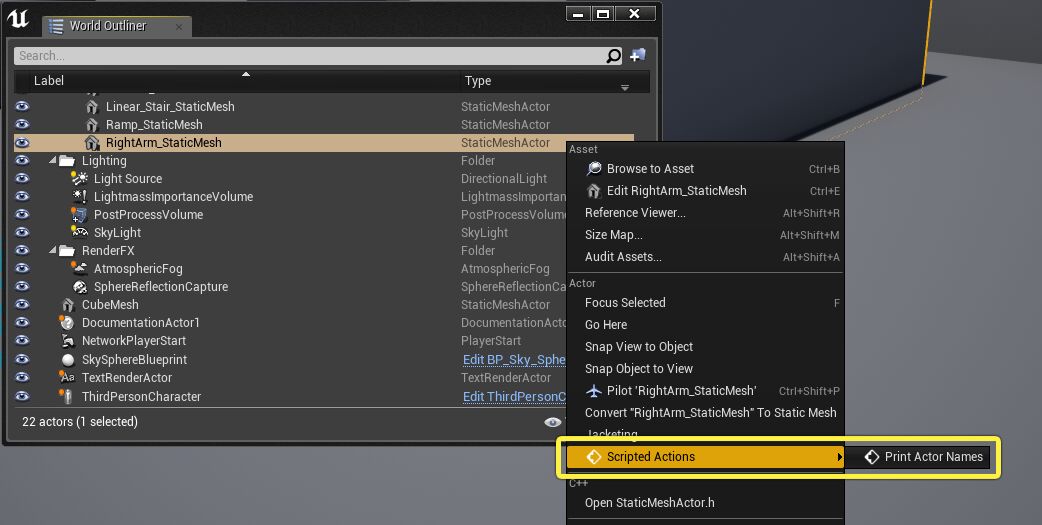 World Outliner
Search...
Label Type
Linear_Stair_StaticMesh StaticMeshActor
Ramp_StaticMesh StaticMeshActor
RightArm_StaticMesh StaticMeshActor
Lighting Folder
Light Source DirectionalLight
LightmassImportanceVolume Lightmass
PostProcessVolume PostProcess
SkyLight SkyLight
RenderFX Folder
AtmosphericFog AtmosphericFog
SphereReflectionCapture SphereReflectionCa
CubeMesh StaticMeshActor
DocumentationActor1 DocumentationActo
NetworkPlayerStart PlayerStart
SkySphereBlueprint Edit BP_Sky_Sphe
TextRenderActor TextRenderActor
ThirdPersonCharacter Edit ThirdPersonC
22 actors (1 selected)
Asset
Browse to Asset Ctrl+B
Edit RightArm_StaticMesh Ctrl+E
Reference Viewer... Alt+Shift+R
Size Map... Alt+Shift+M
Audit Assets... Alt+Shift+A
Actor
Focus Selected F
Go Here
Snap View to Object
Snap Object to View
Pilot 'RightArm_StaticMesh' Ctrl+Shift+P
Convert "RightArm_StaticMesh" To Static Mesh
Jacketing
Scripted Actions Print Actor Names
C++
Open StaticMeshActor.h